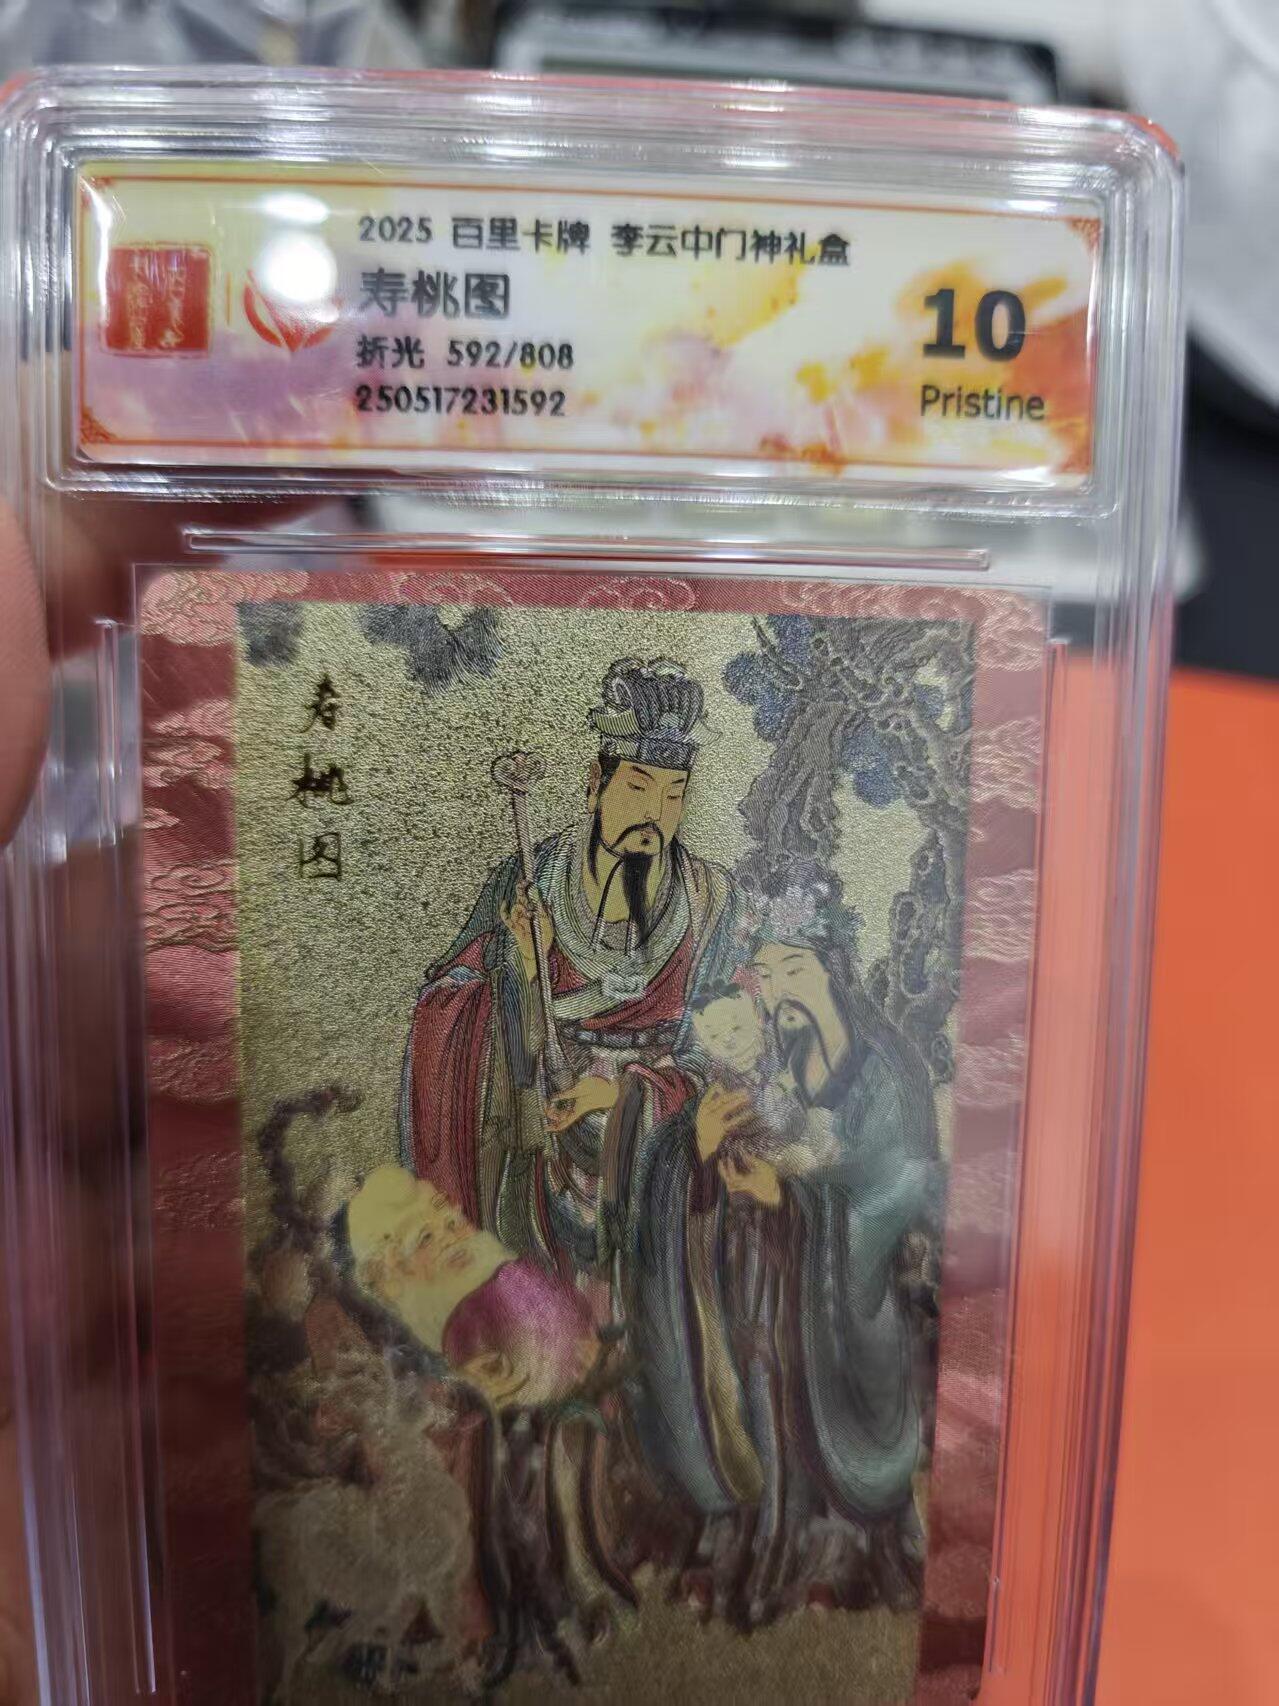 2025 百里卡牌 李云中门神礼盒
寿桃图
折光 592/808
250517231592
10
Pristine
寿桃图